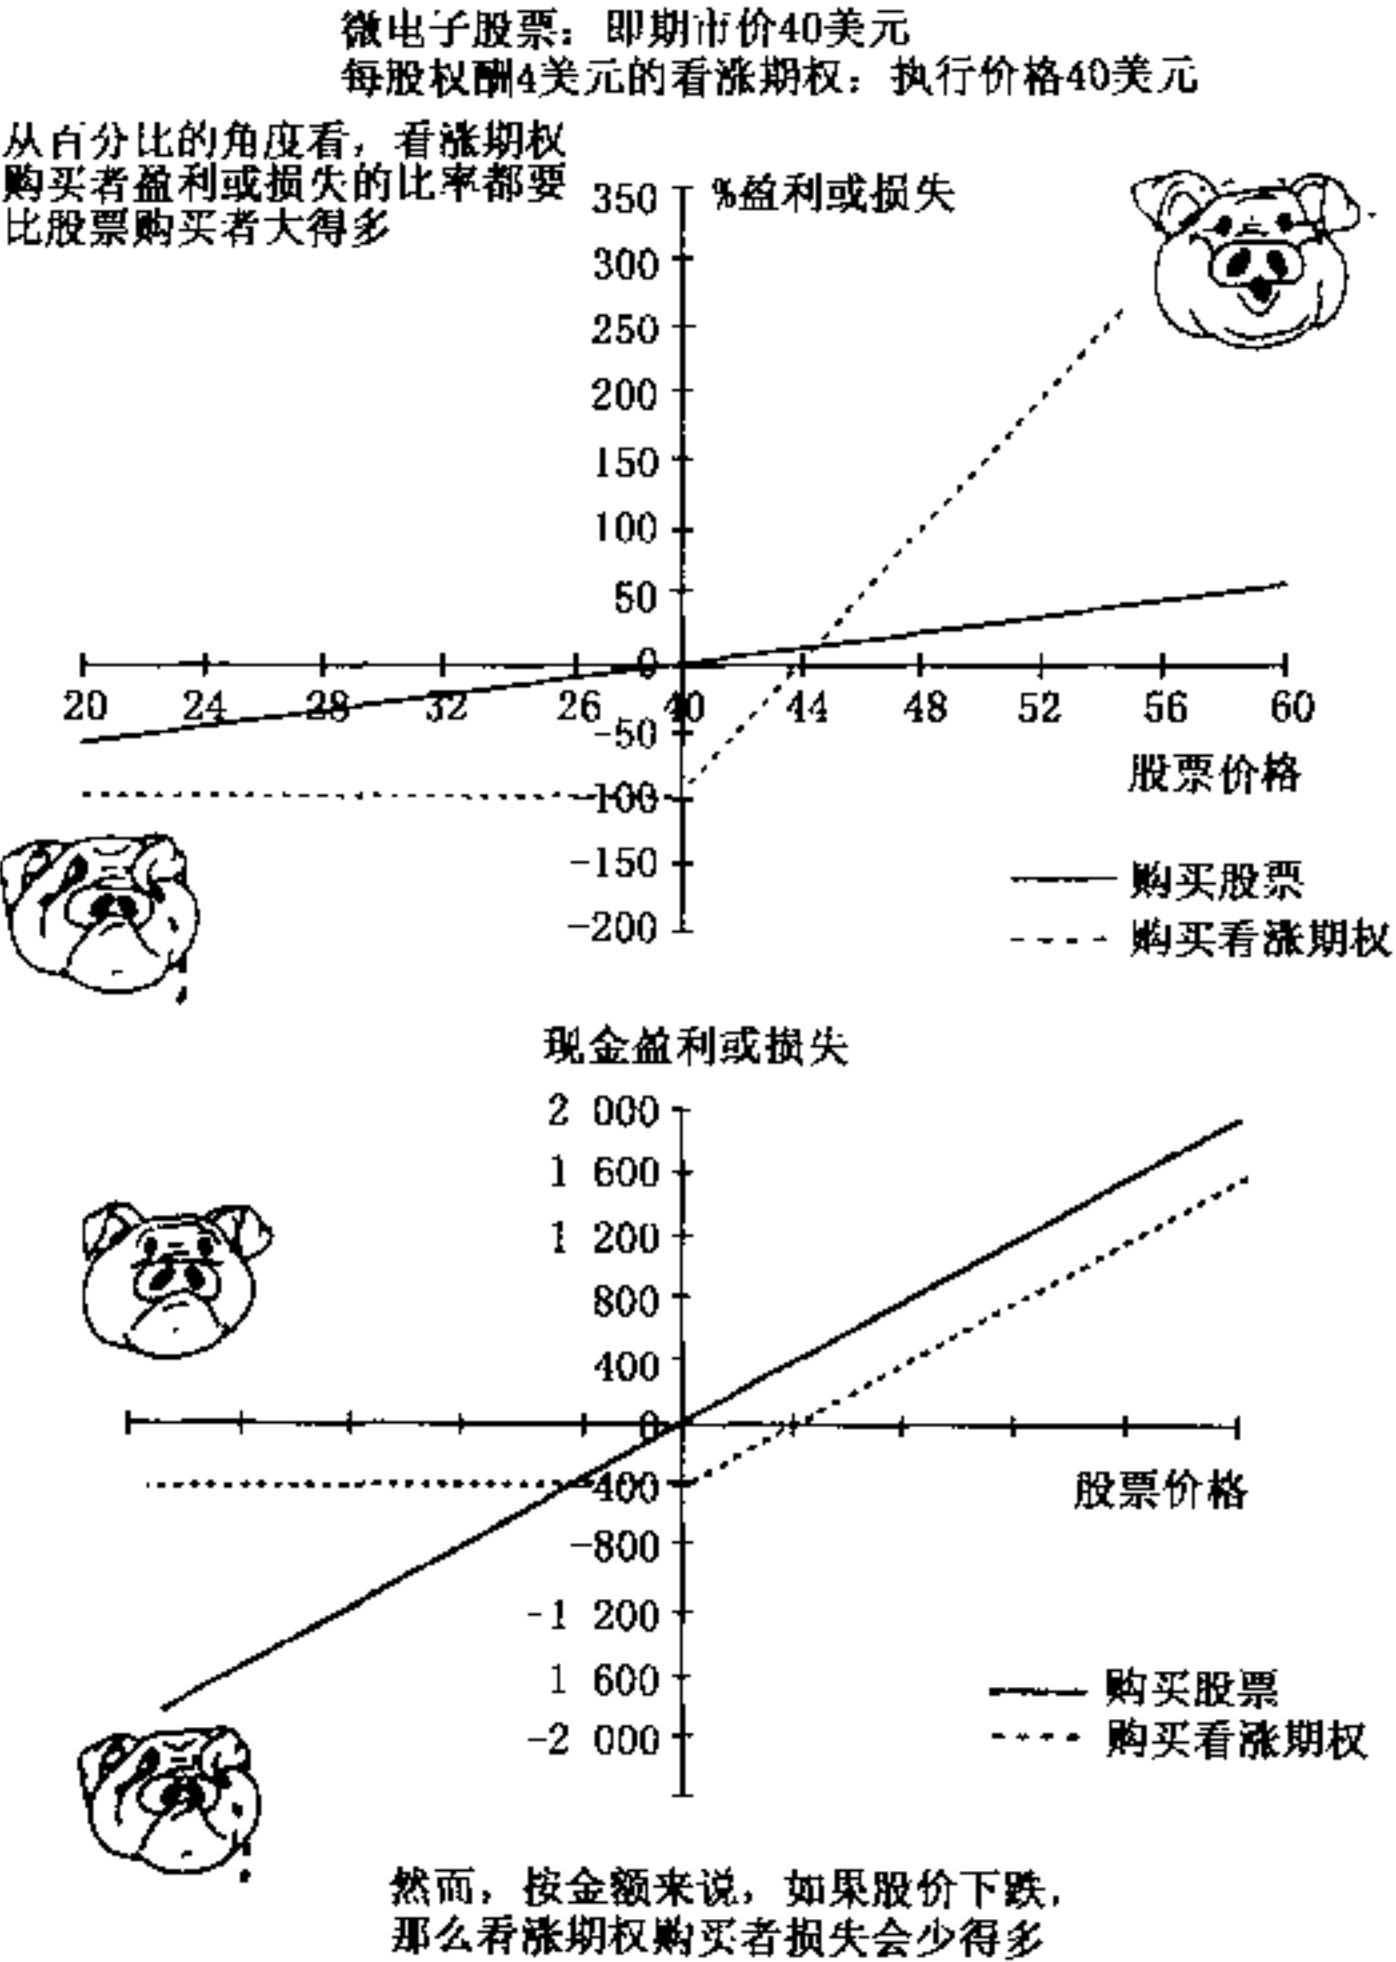 微电子股票：即期市价40美元
每股权酬4美元的看涨期权：执行价格40美元
从百分比的角度看，看涨期权
购买者盈利或损失的比率都要
比股票购买者大得多
%盈利或损失
350
300
250
200
150
100
50
0
20 24 28 32 26 40 44 48 52 56 60
-50
股票价格
-100
-150
-200
购买股票
购买看涨期权
现金盈利或损失
2 000
1 600
1 200
800
400
0
-400
股票价格
-800
-1 200
1 600
-2 000
购买股票
购买看涨期权
然而，按金额来说，如果股价下跌，
那么看涨期权购买者损失会少得多